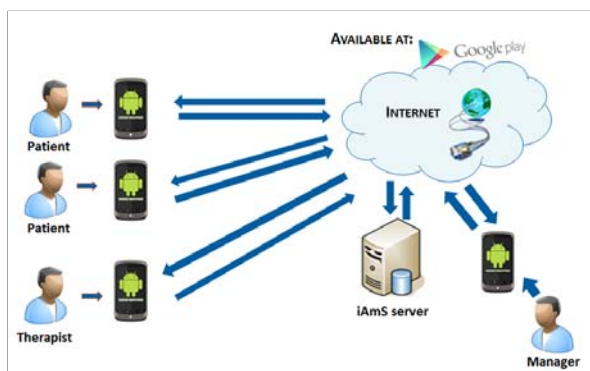 AVAILABLE AT:
Google play
INTERNET
Patient
Patient
Therapist
iAmS server
Manager